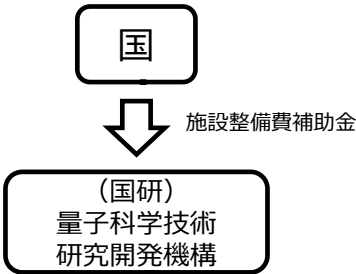 国
施設整備費補助金
（国研）
量子科学技術
研究開発機構